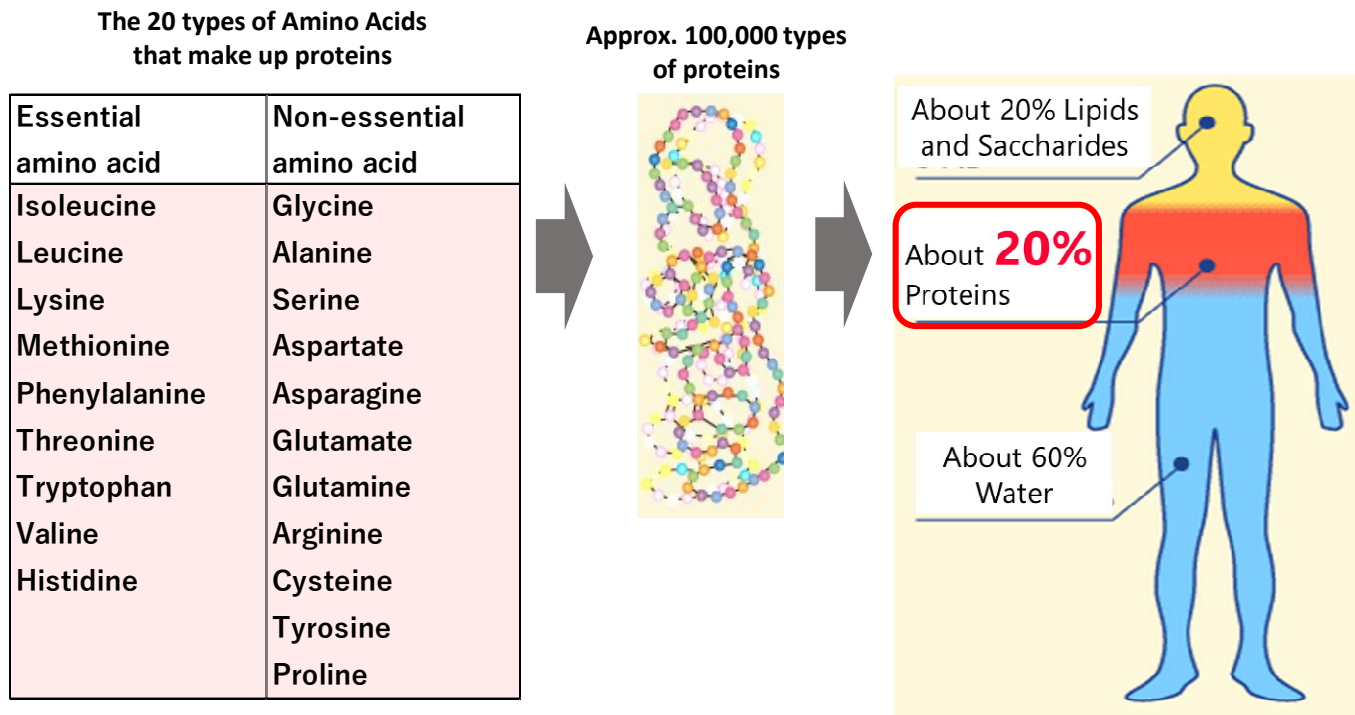 The 20 types of Amino Acids
that make up proteins
Essential
amino acid
Non-essential
amino acid
Isoleucine
Glycine
Leucine
Alanine
Lysine
Serine
Methionine
Aspartate
Phenylalanine
Asparagine
Threonine
Glutamate
Tryptophan
Glutamine
Valine
Arginine
Histidine
Cysteine
Tyrosine
Proline
Approx. 100,000 types
of proteins
About 20% Lipids
and Saccharides
About 20%
Proteins
About 60%
Water